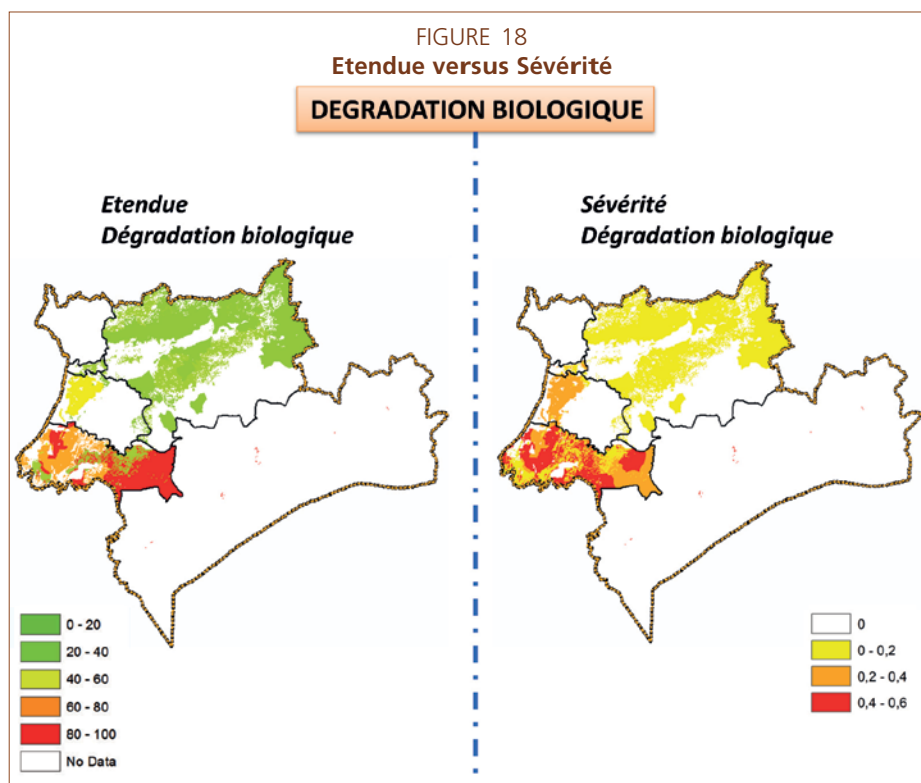 FIGURE 18
Etendue versus Sévérité
DEGRADATION BIOLOGIQUE
Etendue
Dégradation biologique
0 - 20
20 - 40
40 - 60
60 - 80
80 - 100
No Data
Sévérité
Dégradation biologique
0
0 - 0,2
0,2 - 0,4
0,4 - 0,6